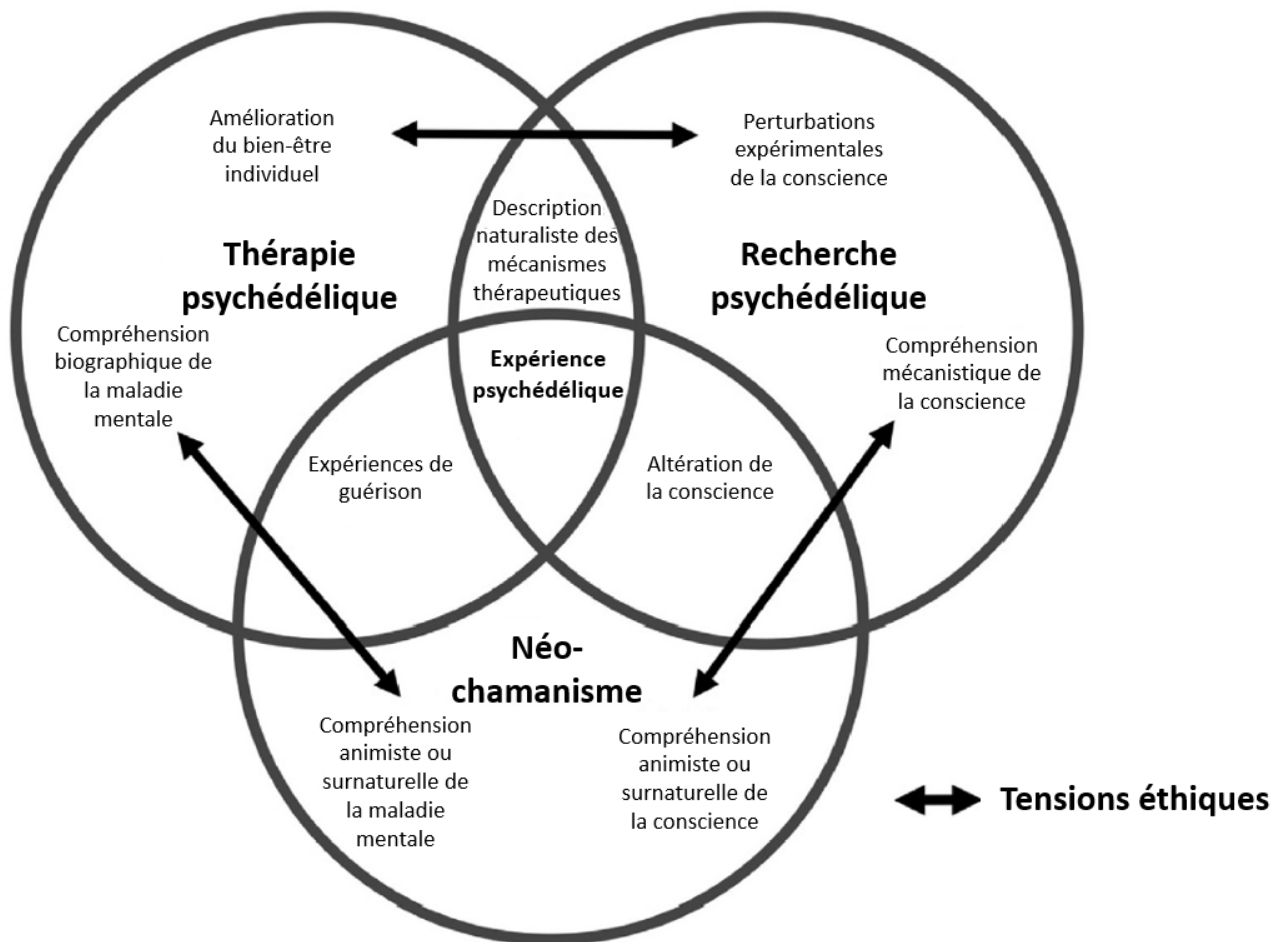 Amélioration
du bien-être
individuel
Perturbations
expérimentales
de la conscience
Description
naturaliste des
mécanismes
thérapeutiques
Thérapie
psychédélique
Recherche
psychédélique
Compréhension
biographique de
la maladie
mentale
Expérience
psychédélique
Compréhension
mécanistique de
la conscience
Expériences de
guérison
Altération de
la conscience
Néo-
chamanisme
Compréhension
animiste ou
surnaturelle de
la maladie
mentale
Compréhension
animiste ou
surnaturelle de
la conscience
Tensions éthiques